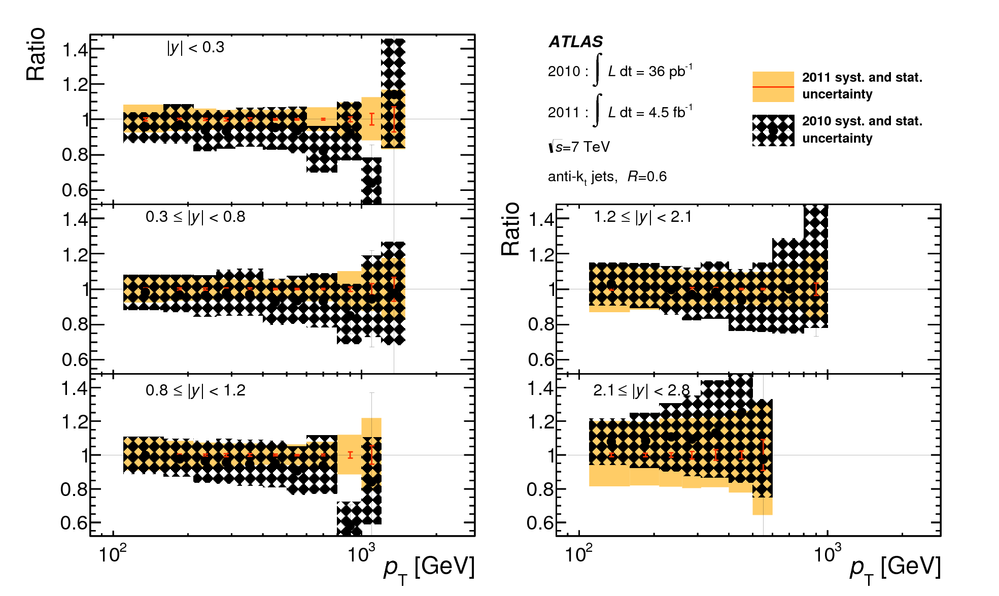 Ratio
|y| < 0.3
1.4
1.2
1
0.8
0.6
0.3 ≤ |y| < 0.8
1.4
1.2
1
0.8
0.6
0.8 ≤ |y| < 1.2
1.4
1.2
1
0.8
0.6
10²
10³
p_T [GeV]
ATLAS
2010 : ∫ L dt = 36 pb⁻¹
2011 : ∫ L dt = 4.5 fb⁻¹
√s=7 TeV
anti-k_t jets, R=0.6
2011 syst. and stat.
uncertainty
2010 syst. and stat.
uncertainty
Ratio
1.2 ≤ |y| < 2.1
1.4
1.2
1
0.8
0.6
2.1 ≤ |y| < 2.8
1.4
1.2
1
0.8
0.6
10²
10³
p_T [GeV]